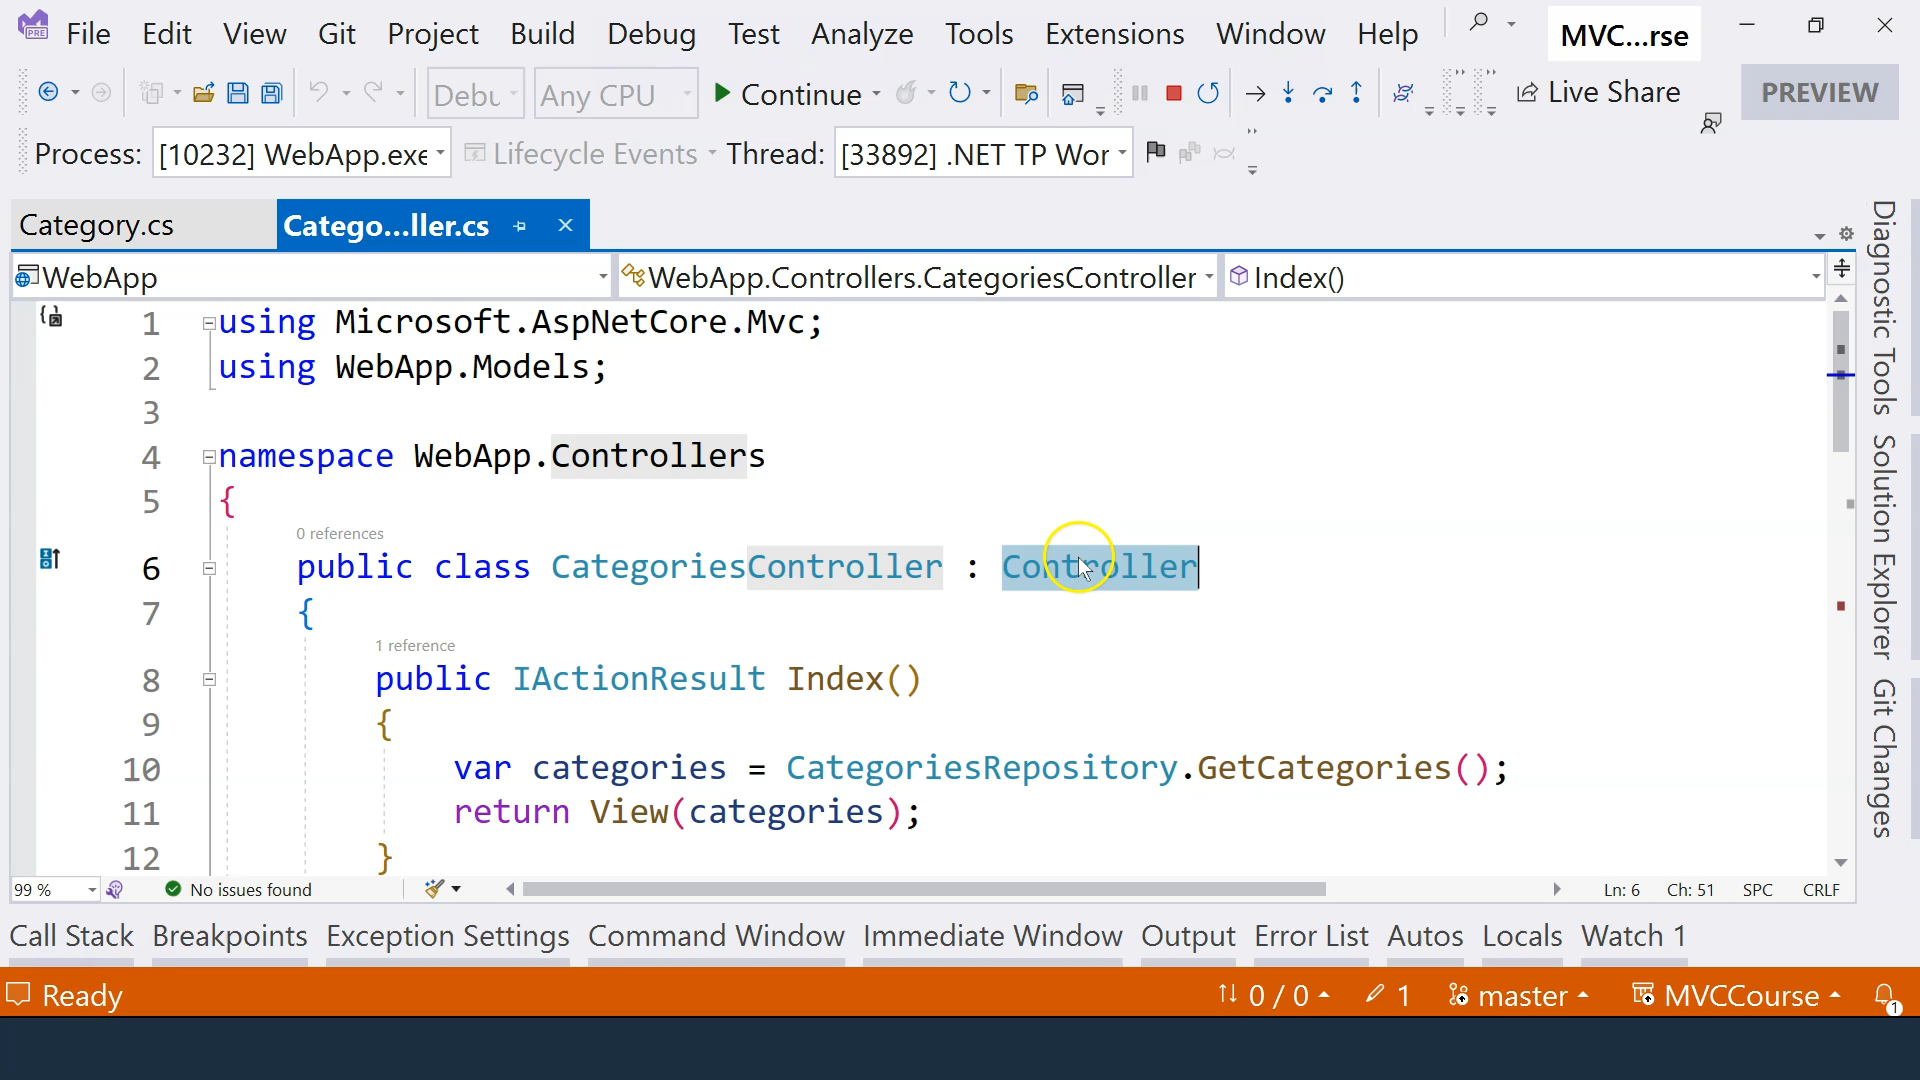 PRE File Edit View Git Project Build Debug Test Analyze Tools Extensions Window Help MVC...rse
Debu Any CPU Continue Live Share PREVIEW
Process: [10232] WebApp.exe Lifecycle Events Thread: [33892] .NET TP Wor
Category.cs Catego...ller.cs
WebApp WebApp.Controllers.CategoriesController Index()
1 using Microsoft.AspNetCore.Mvc;
2 using WebApp.Models;
3
4 namespace WebApp.Controllers
5 {
0 references
6 public class CategoriesController : Controller
7 {
1 reference
8 public IActionResult Index()
9 {
10 var categories = CategoriesRepository.GetCategories();
11 return View(categories);
12 }
99 % No issues found Ln: 6 Ch: 51 SPC CRLF
Call Stack Breakpoints Exception Settings Command Window Immediate Window Output Error List Autos Locals Watch 1
Ready 0 / 0 1 master MVCCourse 1
Diagnostic Tools
Solution Explorer
Git Changes